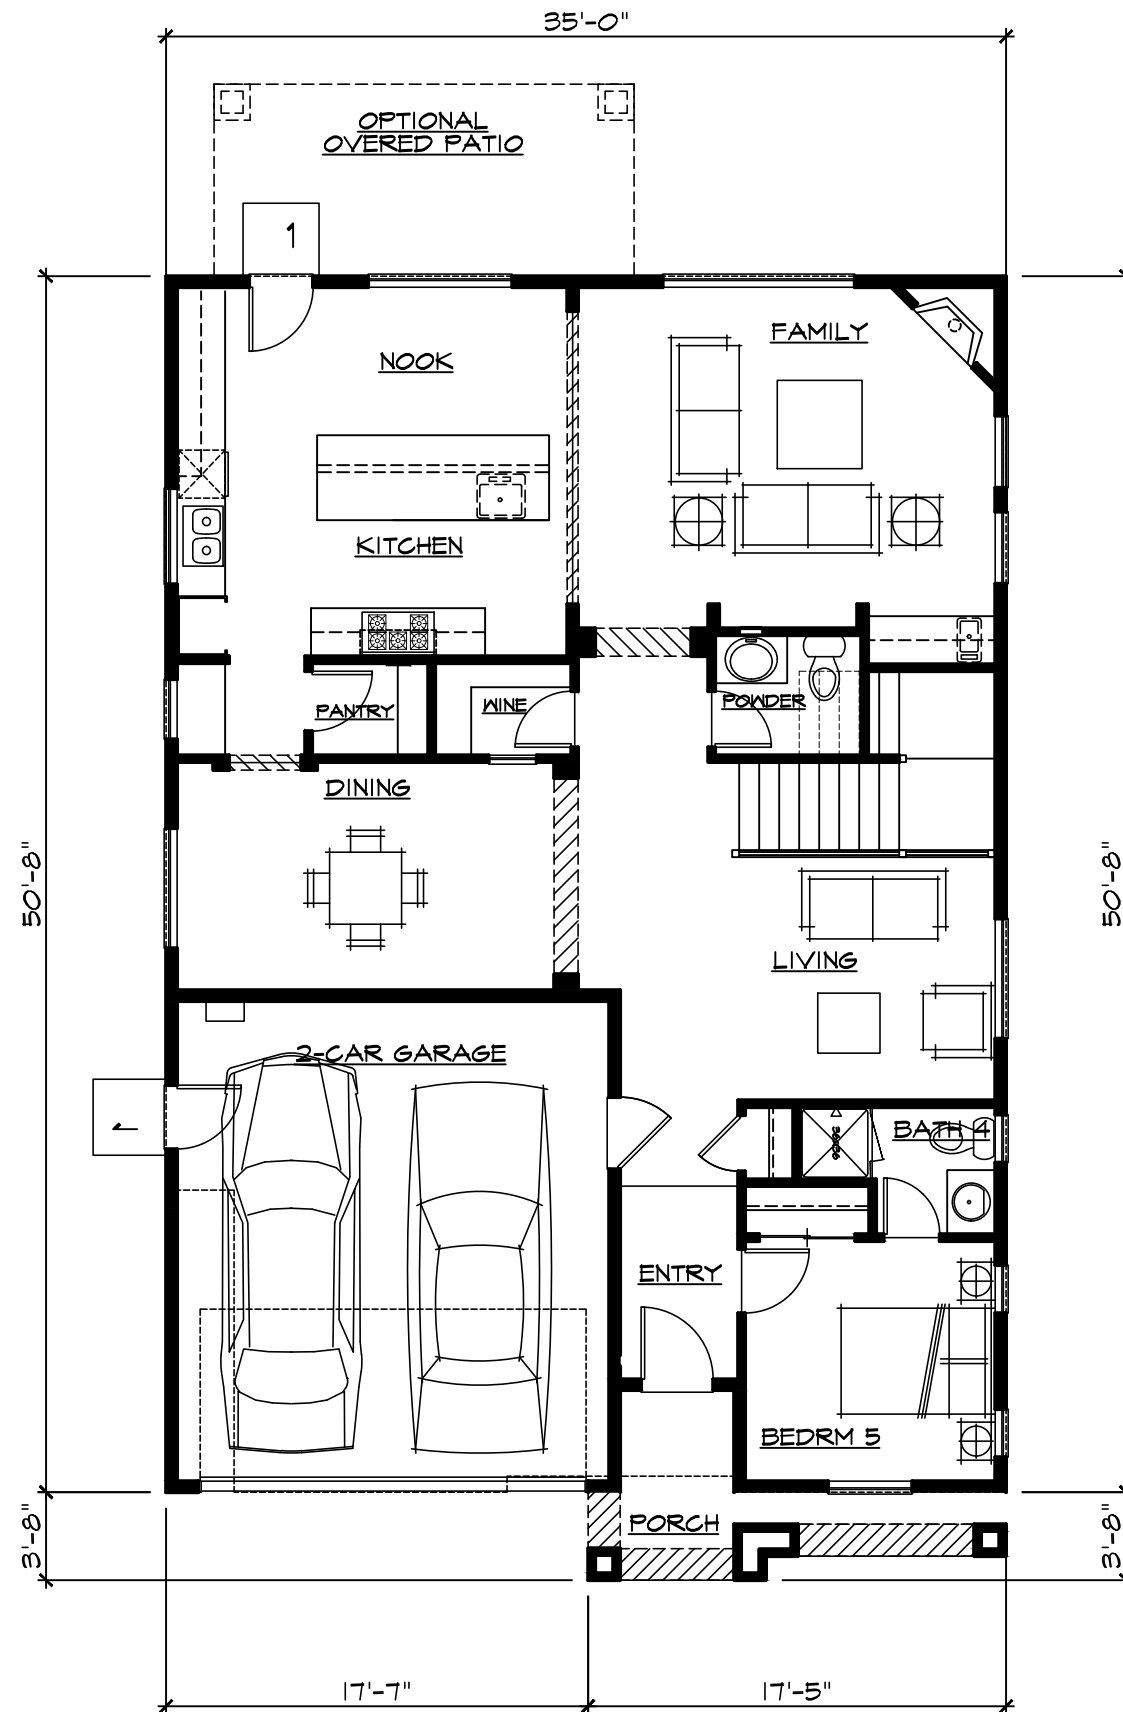 35'-0"
OPTIONAL
OVERED PATIO
1
FAMILY
NOOK
KITCHEN
PANTRY
WINE
POWDER
DINING
50'-8"
50'-8"
LIVING
2-CAR GARAGE
1
BATH 4
ENTRY
BEDRM 5
PORCH
3'-8"
3'-8"
17'-7"
17'-5"